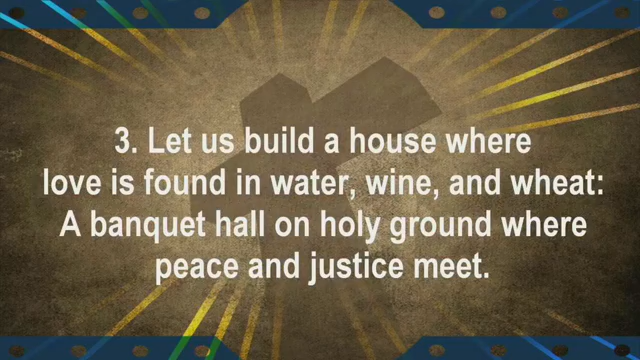 3. Let us build a house where
love is found in water, wine, and wheat:
A banquet hall on holy ground where
peace and justice meet.